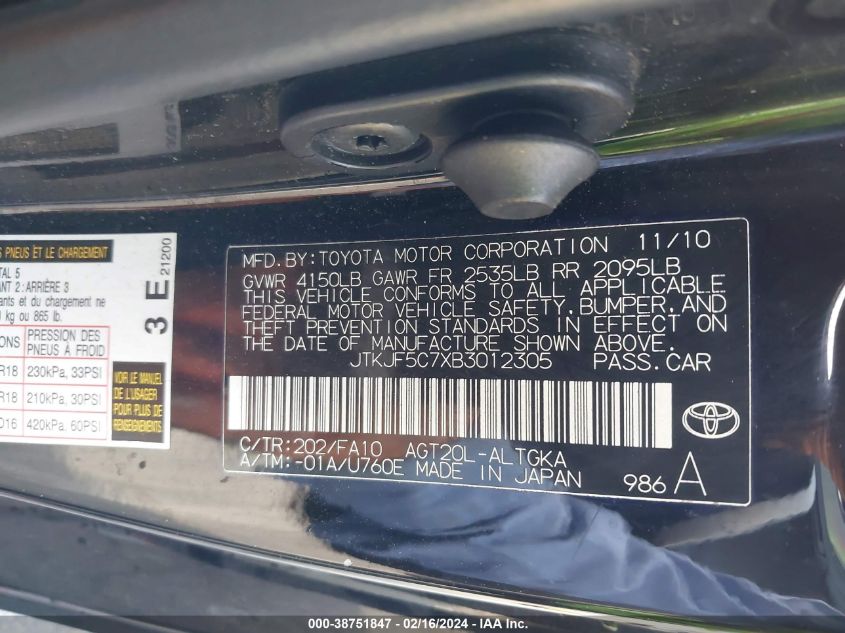 S PNEUS ET LE CHARGEMENT
TAL 5
ANT 2: ARRIÈRE 3
ants et du chargement ne
kg ou 865 lb.
ONS PRESSION DES PNEUS À FROID
R18 230kPa, 33PSI
R18 210kPa, 30PSI
D16 420kPa, 60PSI
VOIR LE MANUEL
DE L'USAGER
POUR PLUS DE
RENSEIGNEMENTS
3 E 21200
MFD. BY: TOYOTA MOTOR CORPORATION 11/10
GVWR 4150LB GAWR FR 2535LB RR 2095LB
THIS VEHICLE CONFORMS TO ALL APPLICABLE
FEDERAL MOTOR VEHICLE SAFETY, BUMPER, AND
THEFT PREVENTION STANDARDS IN EFFECT ON
THE DATE OF MANUFACTURE SHOWN ABOVE.
JTKJF5C7XB3012305 PASS. CAR
C/TR: 202/FA10 AGT20L-ALTGKA
A/TM: -01A/U760E MADE IN JAPAN
986 A
000-38751847 - 02/16/2024 - IAA Inc.